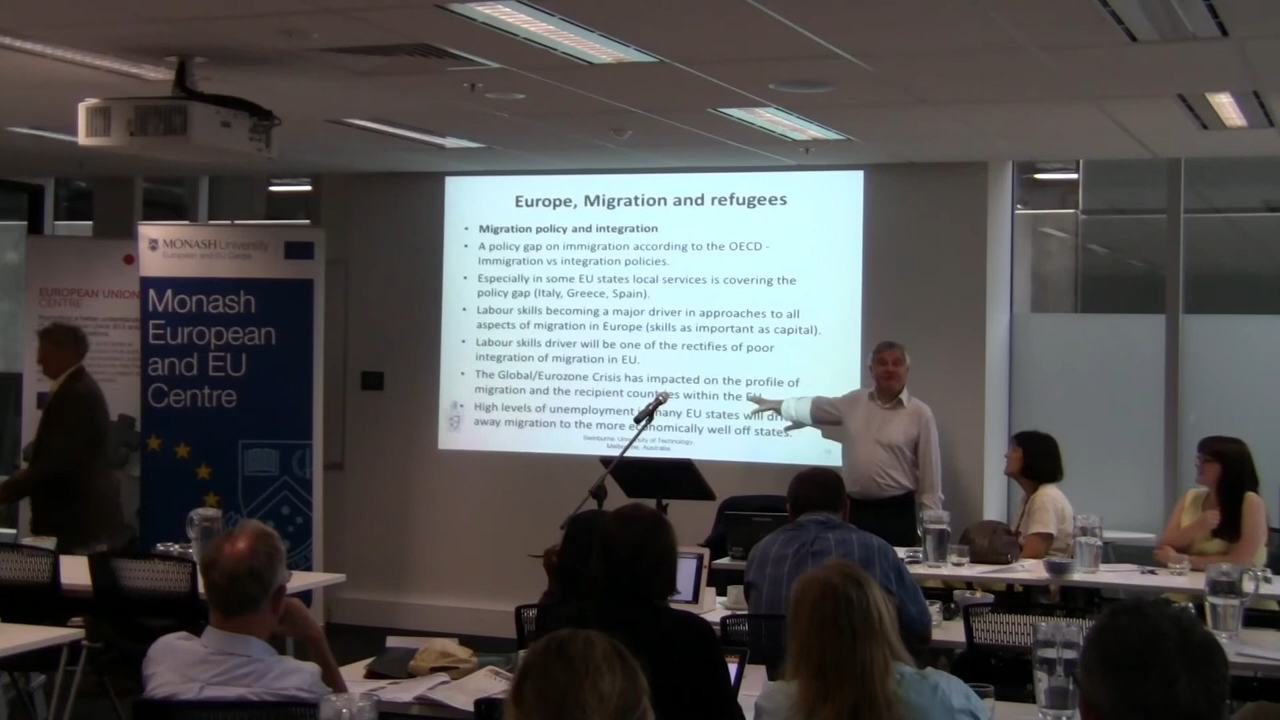 Europe, Migration and refugees
• Migration policy and integration
• A policy gap on immigration according to the OECD -
Immigration vs integration policies.
• Especially in some EU states local services is covering the
policy gap (Italy, Greece, Spain).
• Labour skills becoming a major driver in approaches to all
aspects of migration in Europe (skills as important as capital).
• Labour skills driver will be one of the rectifies of poor
integration of migration in EU.
• The Global/Eurozone Crisis has impacted on the profile of
migration and the recipient countries within the EU
• High levels of unemployment in many EU states will
away migration to the more economically well off states.
Swinburne University of Technology,
Melbourne, Australia
MONASH University
European and EU Centre
Monash
European
and EU
Centre
EUROPEAN UNION
CENTRE